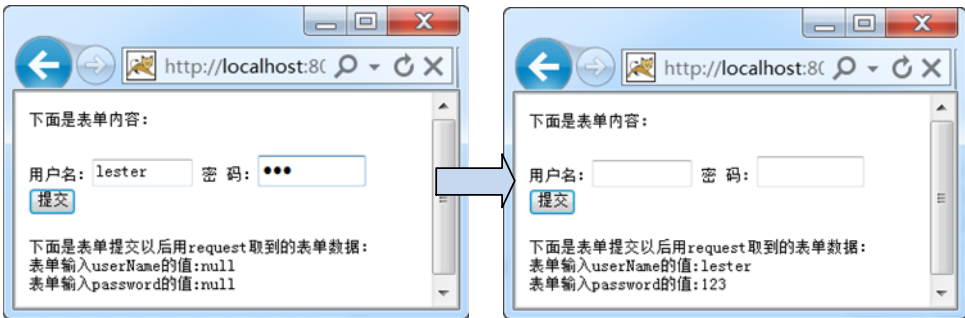 http://localhost:80
下面是表单内容:
用户名: lester 密 码: ●●●
提交
下面是表单提交以后用request取到的表单数据:
表单输入userName的值:null
表单输入password的值:null
http://localhost:80
下面是表单内容:
用户名: 密 码:
提交
下面是表单提交以后用request取到的表单数据:
表单输入userName的值:lester
表单输入password的值:123